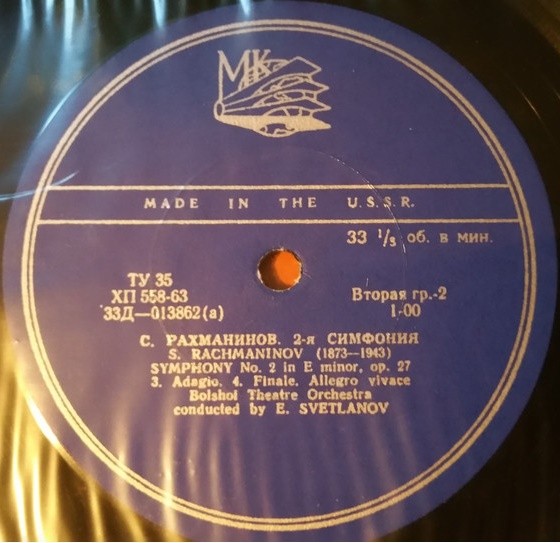 МК
MADE IN THE U.S.S.R.
33 1/3 об. в мин.
ТУ 35
ХП 558-63
33Д—013862(а)
Вторая гр.-2
1-00
С. РАХМАНИНОВ. 2-я СИМФОНИЯ
S. RACHMANINOV (1873—1943)
SYMPHONY No. 2 in E minor, op. 27
3. Adagio. 4. Finale. Allegro vivace
Bolshoi Theatre Orchestra
conducted by E. SVETLANOV